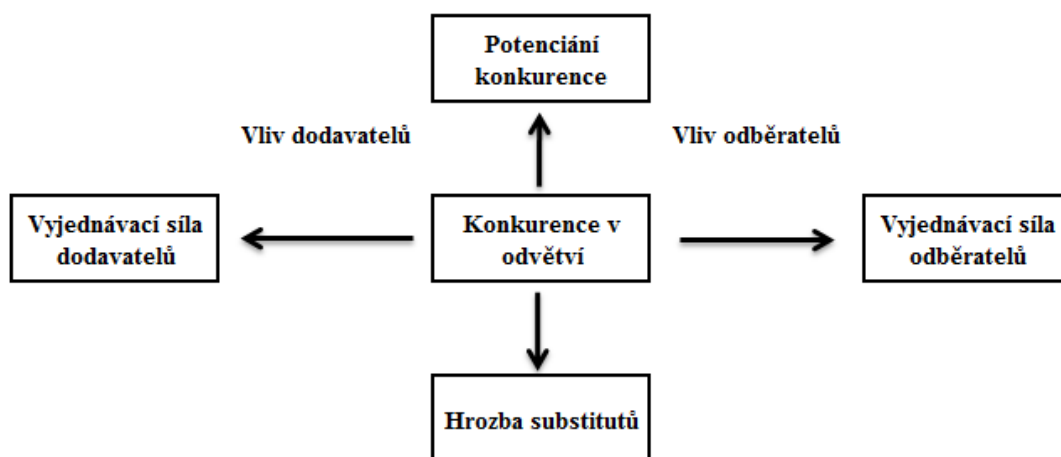 Potenciání
konkurence
Vliv dodavatelů
Vliv odběratelů
Vyjednávací síla
dodavatelů
Konkurence v
odvětví
Vyjednávací síla
odběratelů
Hrozba substitutů